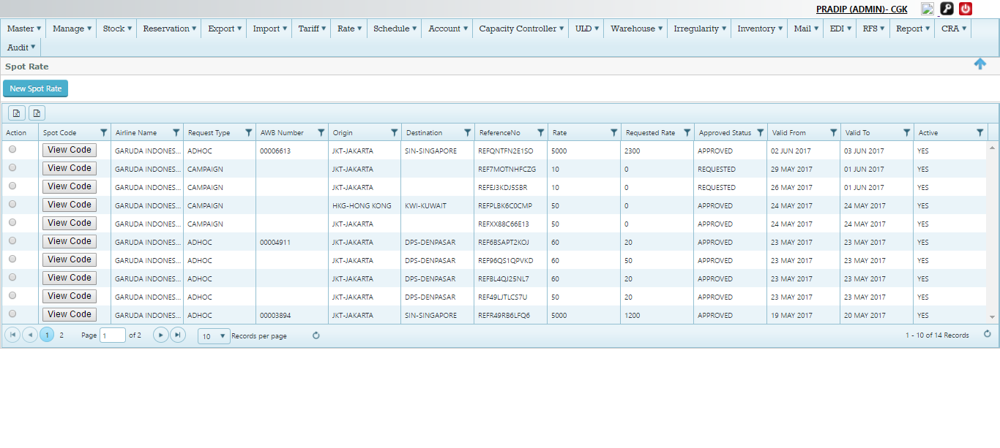 PRADIP (ADMIN)- CGK
Master Manage Stock Reservation Export Import Tariff Rate Schedule Account Capacity Controller ULD Warehouse Irregularity Inventory Mail EDI RFS Report CRA
Audit
Spot Rate
New Spot Rate
Action Spot Code Airline Name Request Type AWB Number Origin Destination ReferenceNo Rate Requested Rate Approved Status Valid From Valid To Active
View Code GARUDA INDONES... ADHOC 00006613 JKT-JAKARTA SIN-SINGAPORE REFQNTFN2E1SO 5000 2300 APPROVED 02 JUN 2017 03 JUN 2017 YES
View Code GARUDA INDONES... CAMPAIGN JKT-JAKARTA REF7MOTNHFCZG 10 0 REQUESTED 29 MAY 2017 01 JUN 2017 YES
View Code GARUDA INDONES... CAMPAIGN JKT-JAKARTA REFEJ3KDJ5SBR 10 0 REQUESTED 26 MAY 2017 01 JUN 2017 YES
View Code GARUDA INDONES... CAMPAIGN HKG-HONG KONG KWI-KUWAIT REFPLBK6C0CMP 50 0 APPROVED 24 MAY 2017 24 MAY 2017 YES
View Code GARUDA INDONES... CAMPAIGN JKT-JAKARTA REFXX88C66E13 50 0 APPROVED 24 MAY 2017 24 MAY 2017 YES
View Code GARUDA INDONES... ADHOC 00004911 JKT-JAKARTA DPS-DENPASAR REF6BSAPT2KOJ 60 20 APPROVED 23 MAY 2017 23 MAY 2017 YES
View Code GARUDA INDONES... ADHOC JKT-JAKARTA DPS-DENPASAR REF96QS1QPVKD 60 50 APPROVED 23 MAY 2017 23 MAY 2017 YES
View Code GARUDA INDONES... ADHOC JKT-JAKARTA DPS-DENPASAR REFBL4QJ25NL7 60 20 APPROVED 23 MAY 2017 23 MAY 2017 YES
View Code GARUDA INDONES... ADHOC JKT-JAKARTA DPS-DENPASAR REF49LJTLCS7U 50 20 APPROVED 23 MAY 2017 23 MAY 2017 YES
View Code GARUDA INDONES... ADHOC 00003894 JKT-JAKARTA SIN-SINGAPORE REFR49RB6LFQ6 5000 1200 APPROVED 19 MAY 2017 20 MAY 2017 YES
1 2 Page 1 of 2 10 Records per page 1 - 10 of 14 Records